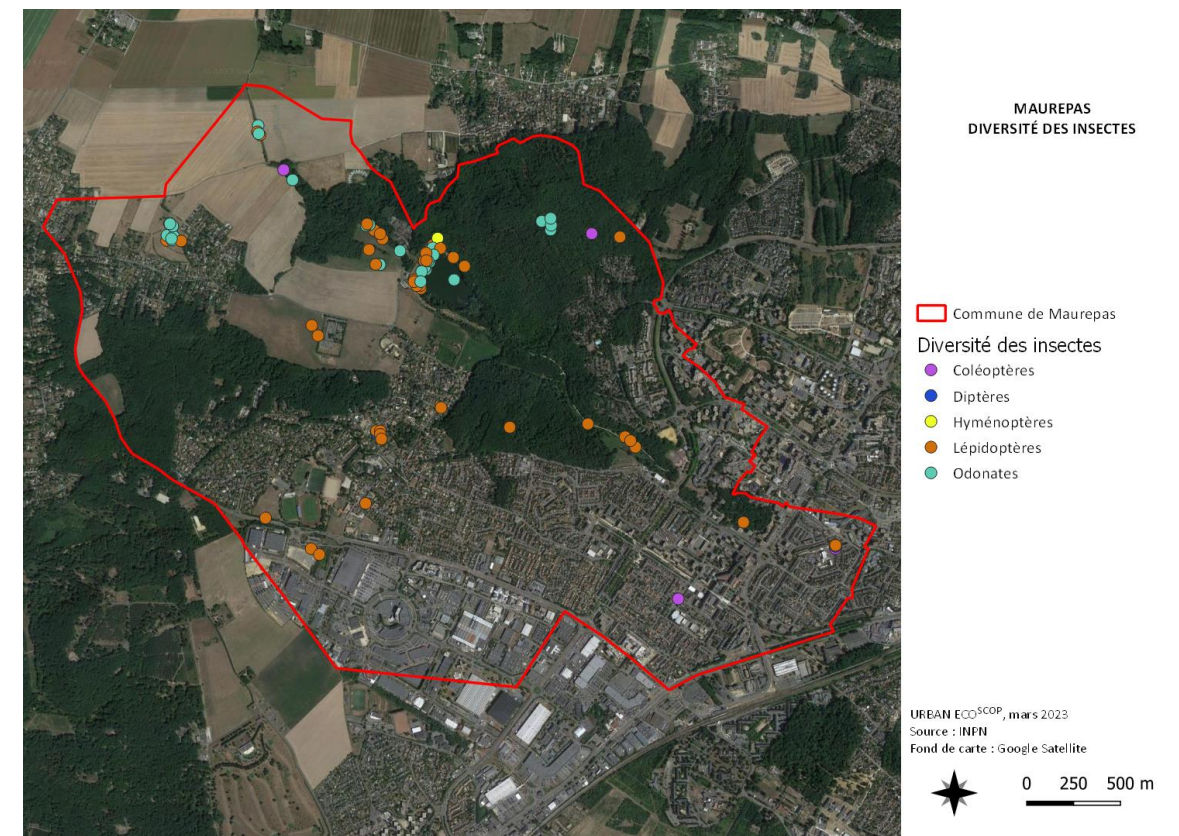 MAUREPAS
DIVERSITÉ DES INSECTES
Commune de Maurepas
Diversité des insectes
Coléoptères
Diptères
Hyménoptères
Lépidoptères
Odonates
URBAN ECOSCOP, mars 2023
Source : INPN
Fond de carte : Google Satellite
0 250 500 m